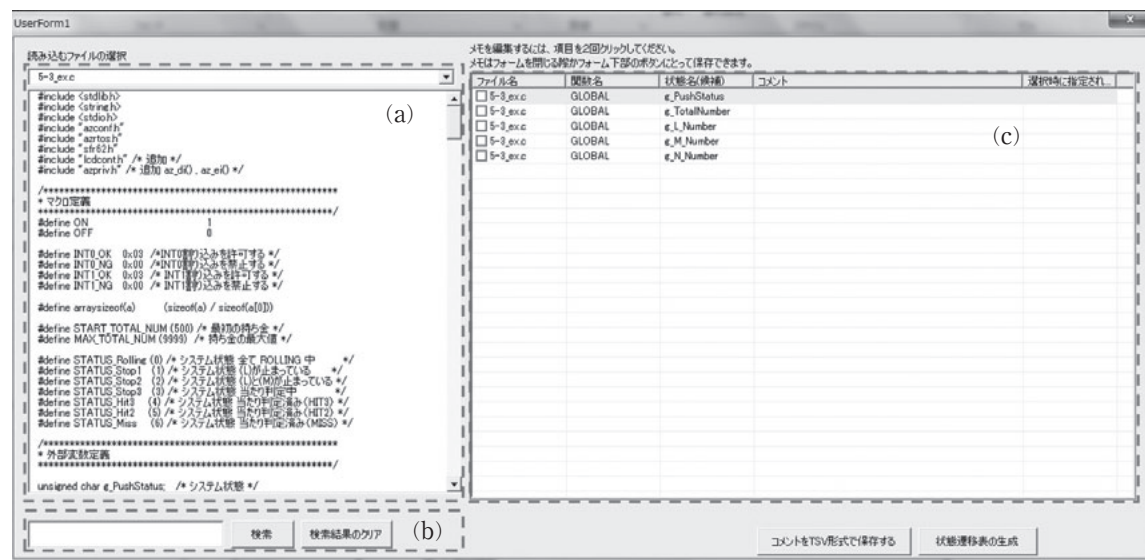 UserForm1
x
読み込むファイルの選択
5-3_ex.c
(a)
#include <stdlib.h>
#include <string.h>
#include <stdio.h>
#include "azconf.h"
#include "azrtos.h"
#include "sfr62.h"
#include "lcdcont.h" /* 追加 */
#include "azpriv.h" /* 追加 az_di() , az_ei() */
/**********************************************************
* マクロ定義
**********************************************************/
#define ON 1
#define OFF 0
#define INT0_OK 0x03 /*INT0割り込みを許可する */
#define INT0_NG 0x00 /*INT0割り込みを禁止する */
#define INT1_OK 0x03 /* INT1割り込みを許可する */
#define INT1_NG 0x00 /* INT1割り込みを禁止する */
#define arraysizeof(a) (sizeof(a) / sizeof(a[0]))
#define START_TOTAL_NUM (500) /* 最初の持ち金 */
#define MAX_TOTAL_NUM (9999) /* 持ち金の最大値 */
#define STATUS_Rolling (0) /* システム状態 全て ROLLING 中 */
#define STATUS_Stop1 (1) /* システム状態 (L)が止まっている */
#define STATUS_Stop2 (2) /* システム状態 (L)と(M)が止まっている */
#define STATUS_Stop3 (3) /* システム状態 当たり判定中 */
#define STATUS_Hit3 (4) /* システム状態 当たり判定済み(HIT3) */
#define STATUS_Hit2 (5) /* システム状態 当たり判定済み(HIT2) */
#define STATUS_Miss (6) /* システム状態 当たり判定済み(MISS) */
/**********************************************************
* 外部変数定義
**********************************************************/
unsigned char g_PushStatus; /* システム状態 */
検索 検索結果のクリア (b)
メモを編集するには、項目を2回クリックしてください。
メモはフォームを閉じる際かフォーム下部のボタンにとって保存できます。
ファイル名 関数名 状態名(候補) コメント 選択時に指定され...
5-3_ex.c GLOBAL g_PushStatus
5-3_ex.c GLOBAL g_TotalNumber
5-3_ex.c GLOBAL g_L_Number
5-3_ex.c GLOBAL g_M_Number
5-3_ex.c GLOBAL g_N_Number
(c)
コメントをTSV形式で保存する 状態遷移表の生成